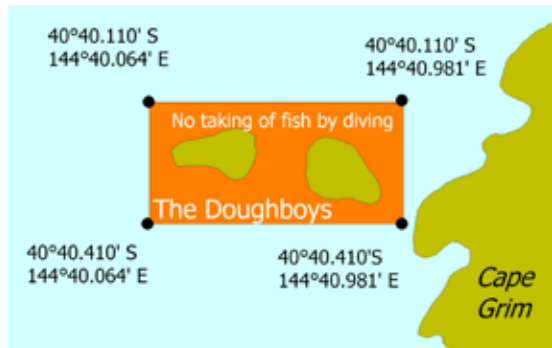 40°40.110' S
144°40.064' E
40°40.110' S
144°40.981' E
No taking of fish by diving
The Doughboys
40°40.410' S
144°40.064' E
40°40.410'S
144°40.981' E
Cape
Grim